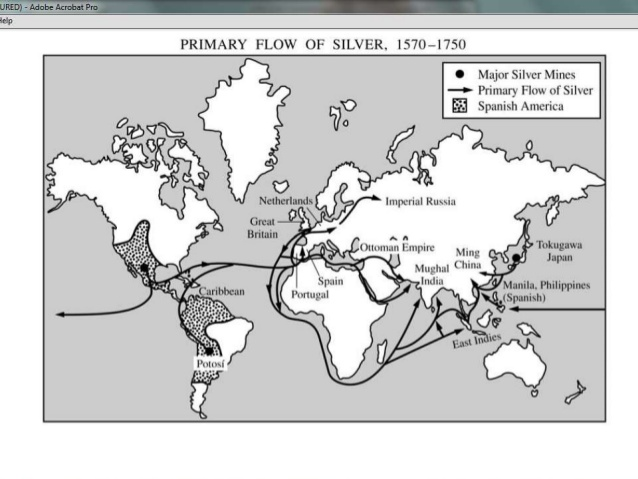 URED) - Adobe Acrobat Pro
Help
PRIMARY FLOW OF SILVER, 1570–1750
Major Silver Mines
Primary Flow of Silver
Spanish America
Netherlands
Imperial Russia
Great
Britain
Ottoman Empire
Tokugawa
Japan
Ming
China
Mughal
India
Spain
Portugal
Manila, Philippines
(Spanish)
Caribbean
East Indies
Potosí